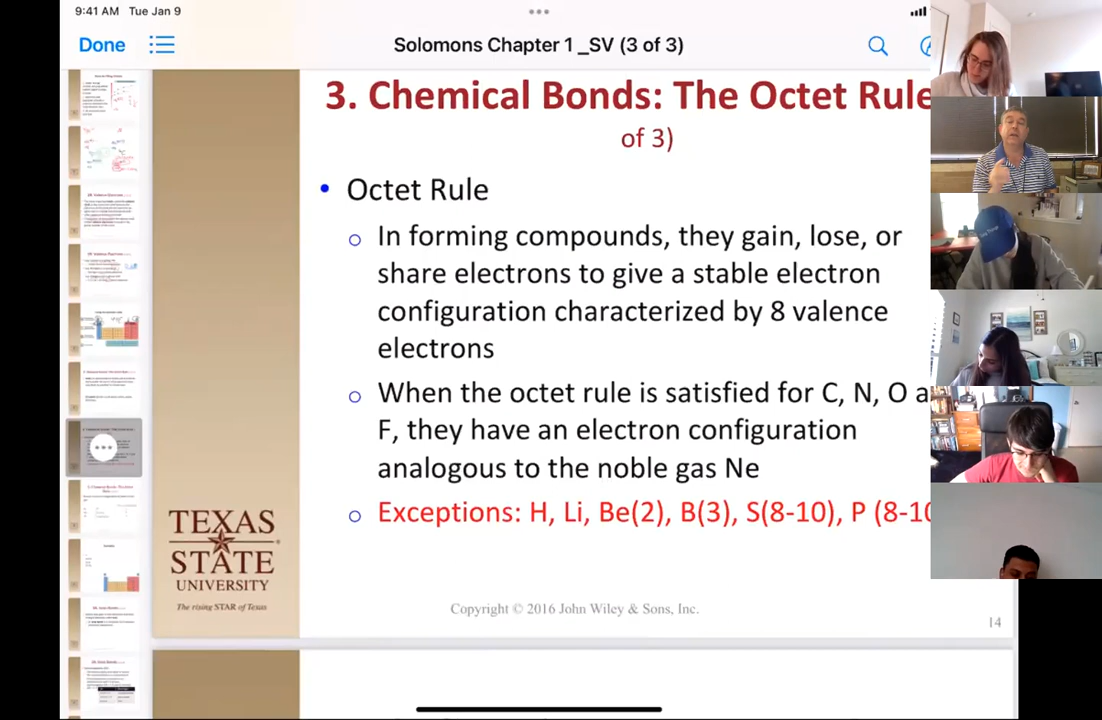 9:41 AM Tue Jan 9
Done
Solomons Chapter 1 _SV (3 of 3)
3. Chemical Bonds: The Octet Rule
of 3)
• Octet Rule
o In forming compounds, they gain, lose, or
share electrons to give a stable electron
configuration characterized by 8 valence
electrons
o When the octet rule is satisfied for C, N, O a
F, they have an electron configuration
analogous to the noble gas Ne
o Exceptions: H, Li, Be(2), B(3), S(8-10), P (8-10
TEXAS
STATE
UNIVERSITY
The rising STAR of Texas
Copyright © 2016 John Wiley & Sons, Inc.
14